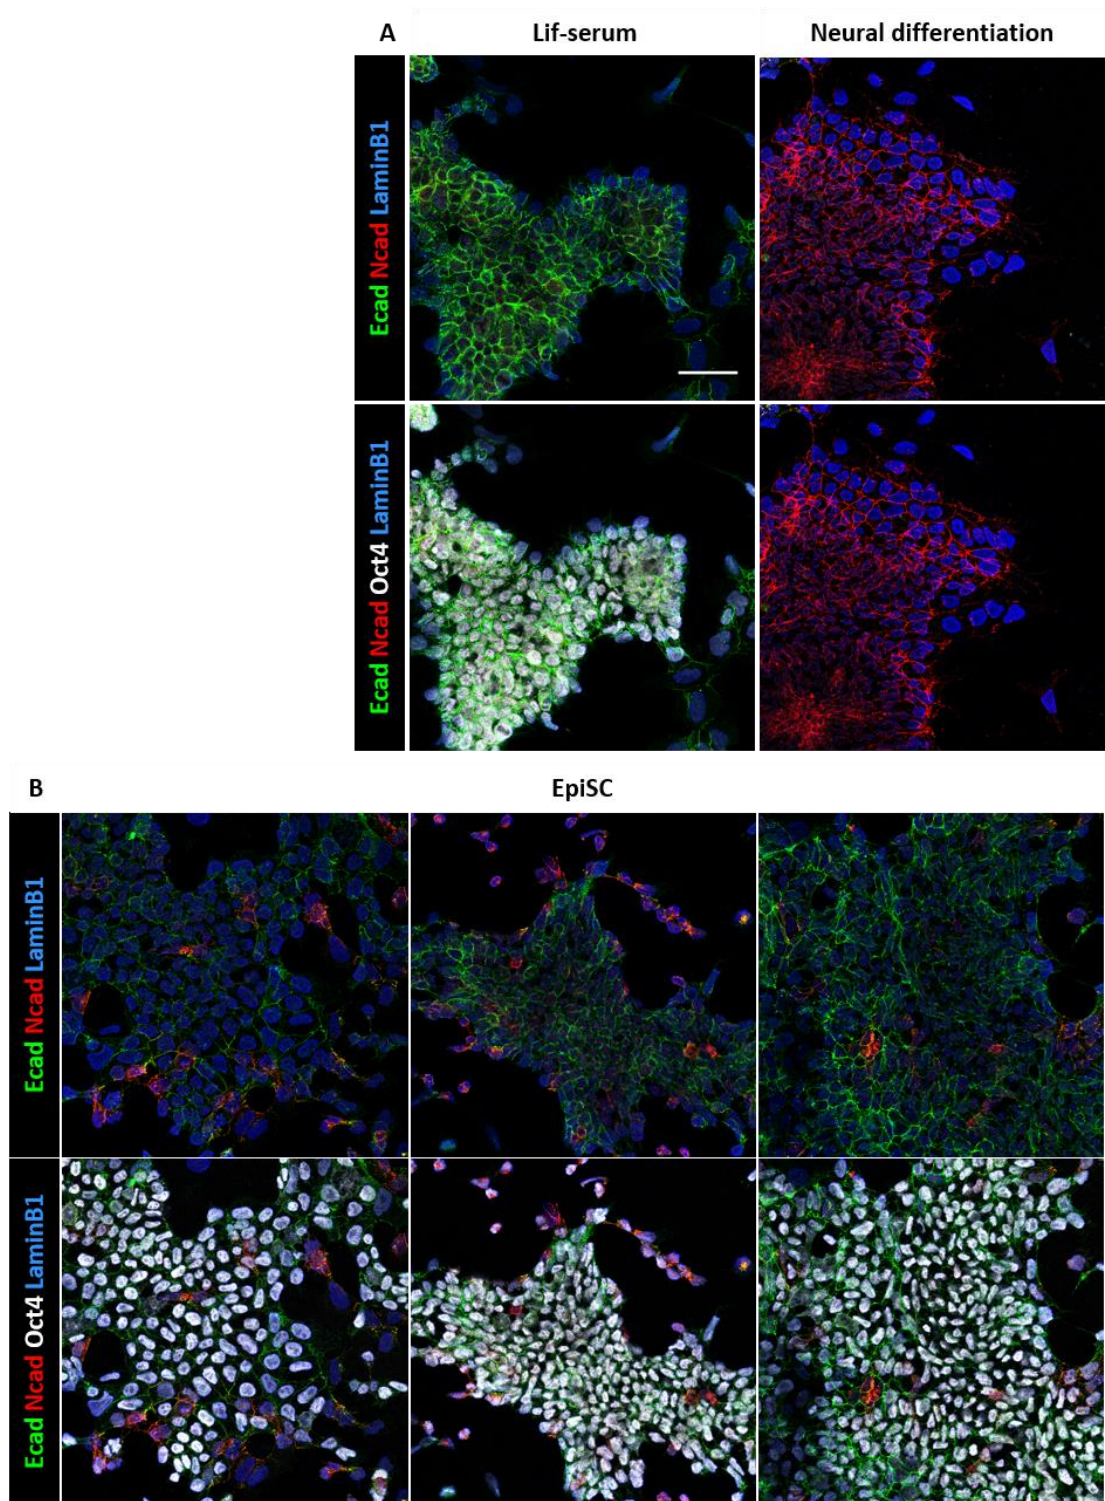 A
Lif-serum
Neural differentiation
Ecad Ncad LaminB1
Ecad Ncad Oct4 LaminB1
B
EpiSC
Ecad Ncad LaminB1
Ecad Ncad Oct4 LaminB1